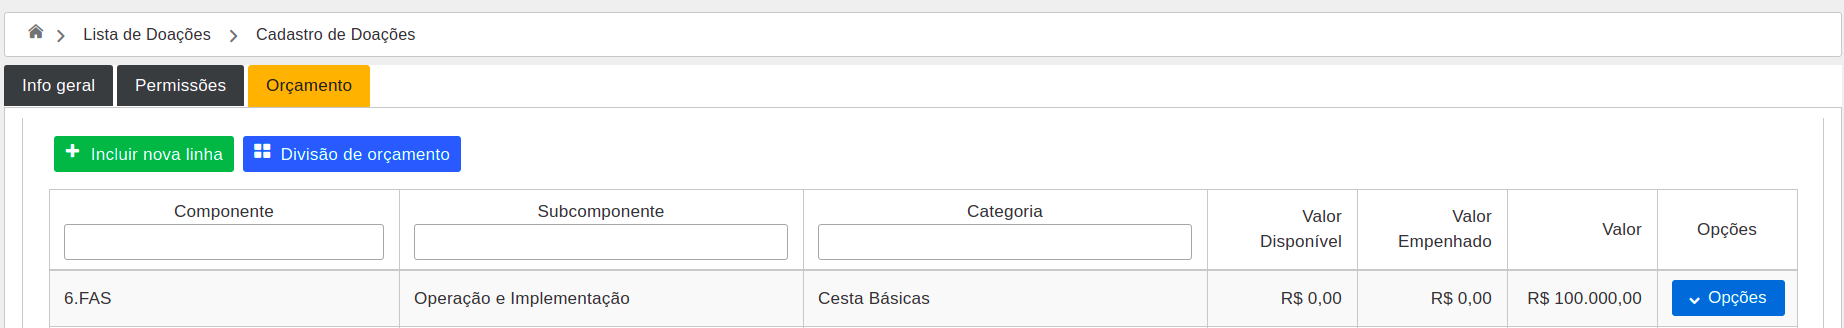 Lista de Doações Cadastro de Doações
Info geral Permissões Orçamento
Incluir nova linha Divisão de orçamento
Componente Subcomponente Categoria Valor Disponível Valor Empenhado Valor Opções
6.FAS Operação e Implementação Cesta Básicas R$ 0,00 R$ 0,00 R$ 100.000,00 Opções